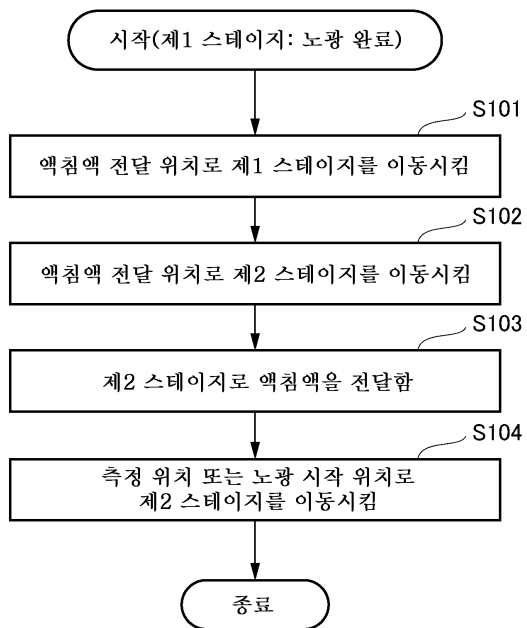 시작(제1 스테이지: 노광 완료)
S101
액침액 전달 위치로 제1 스테이지를 이동시킴
S102
액침액 전달 위치로 제2 스테이지를 이동시킴
S103
제2 스테이지로 액침액을 전달함
S104
측정 위치 또는 노광 시작 위치로
제2 스테이지를 이동시킴
종료